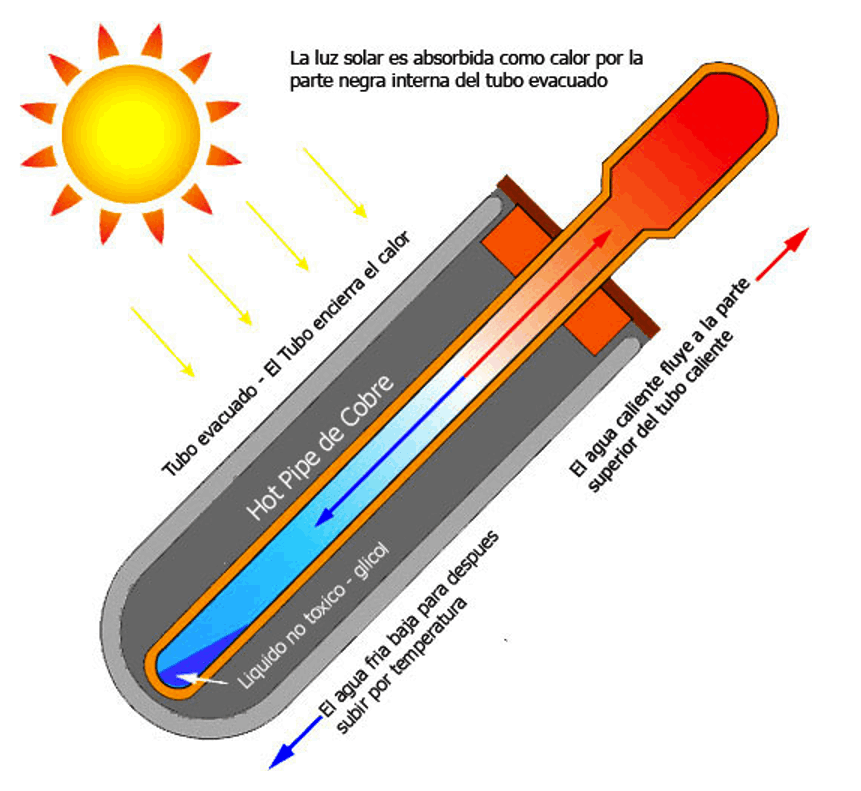 La luz solar es absorbida como calor por la
parte negra interna del tubo evacuado
Tubo evacuado - El Tubo encierra el calor
Hot Pipe de Cobre
Liquido no toxico - glicol
El agua caliente fluye a la parte
superior del tubo caliente
El agua fria baja para despues
subir por temperatura